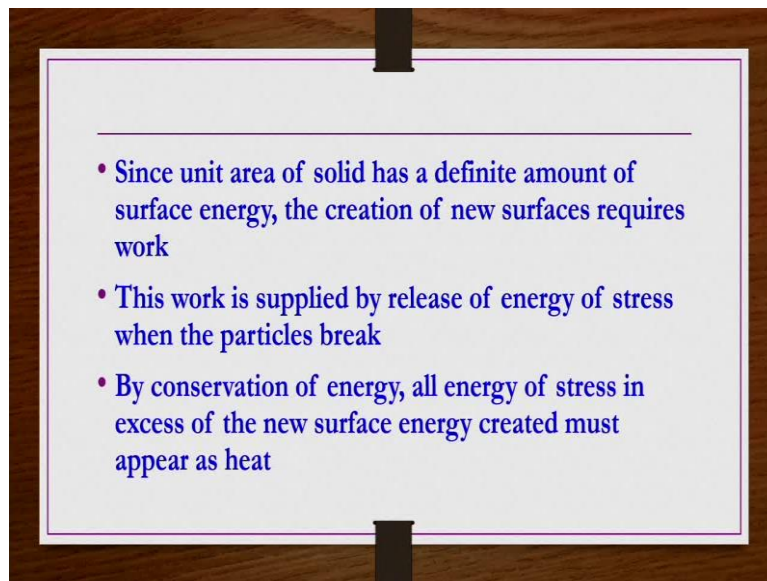 • Since unit area of solid has a definite amount of
surface energy, the creation of new surfaces requires
work
• This work is supplied by release of energy of stress
when the particles break
• By conservation of energy, all energy of stress in
excess of the new surface energy created must
appear as heat